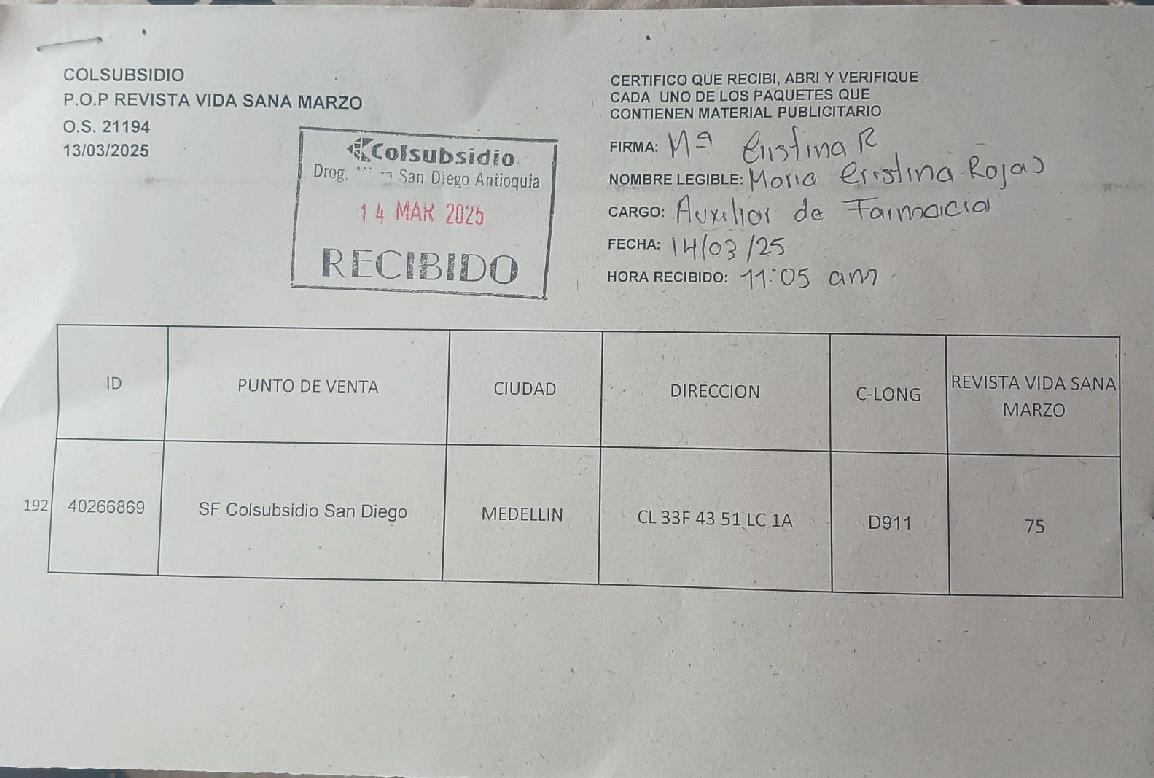 COLSUBSIDIO
P.O.P REVISTA VIDA SANA MARZO
O.S. 21194
13/03/2025
Colsubsidio
Drog. San Diego Antioquia
14 MAR 2025
RECIBIDO
CERTIFICO QUE RECIBI, ABRI Y VERIFIQUE
CADA UNO DE LOS PAQUETES QUE
CONTIENEN MATERIAL PUBLICITARIO
FIRMA: Mª Cristina R
NOMBRE LEGIBLE: Maria Cristina Rojas
CARGO: Auxiliar de Farmacia
FECHA: 14/03/25
HORA RECIBIDO: 11:05 am
ID PUNTO DE VENTA CIUDAD DIRECCION C-LONG REVISTA VIDA SANA
MARZO
192 40266869 SF Colsubsidio San Diego MEDELLIN CL 33F 43 51 LC 1A D911 75